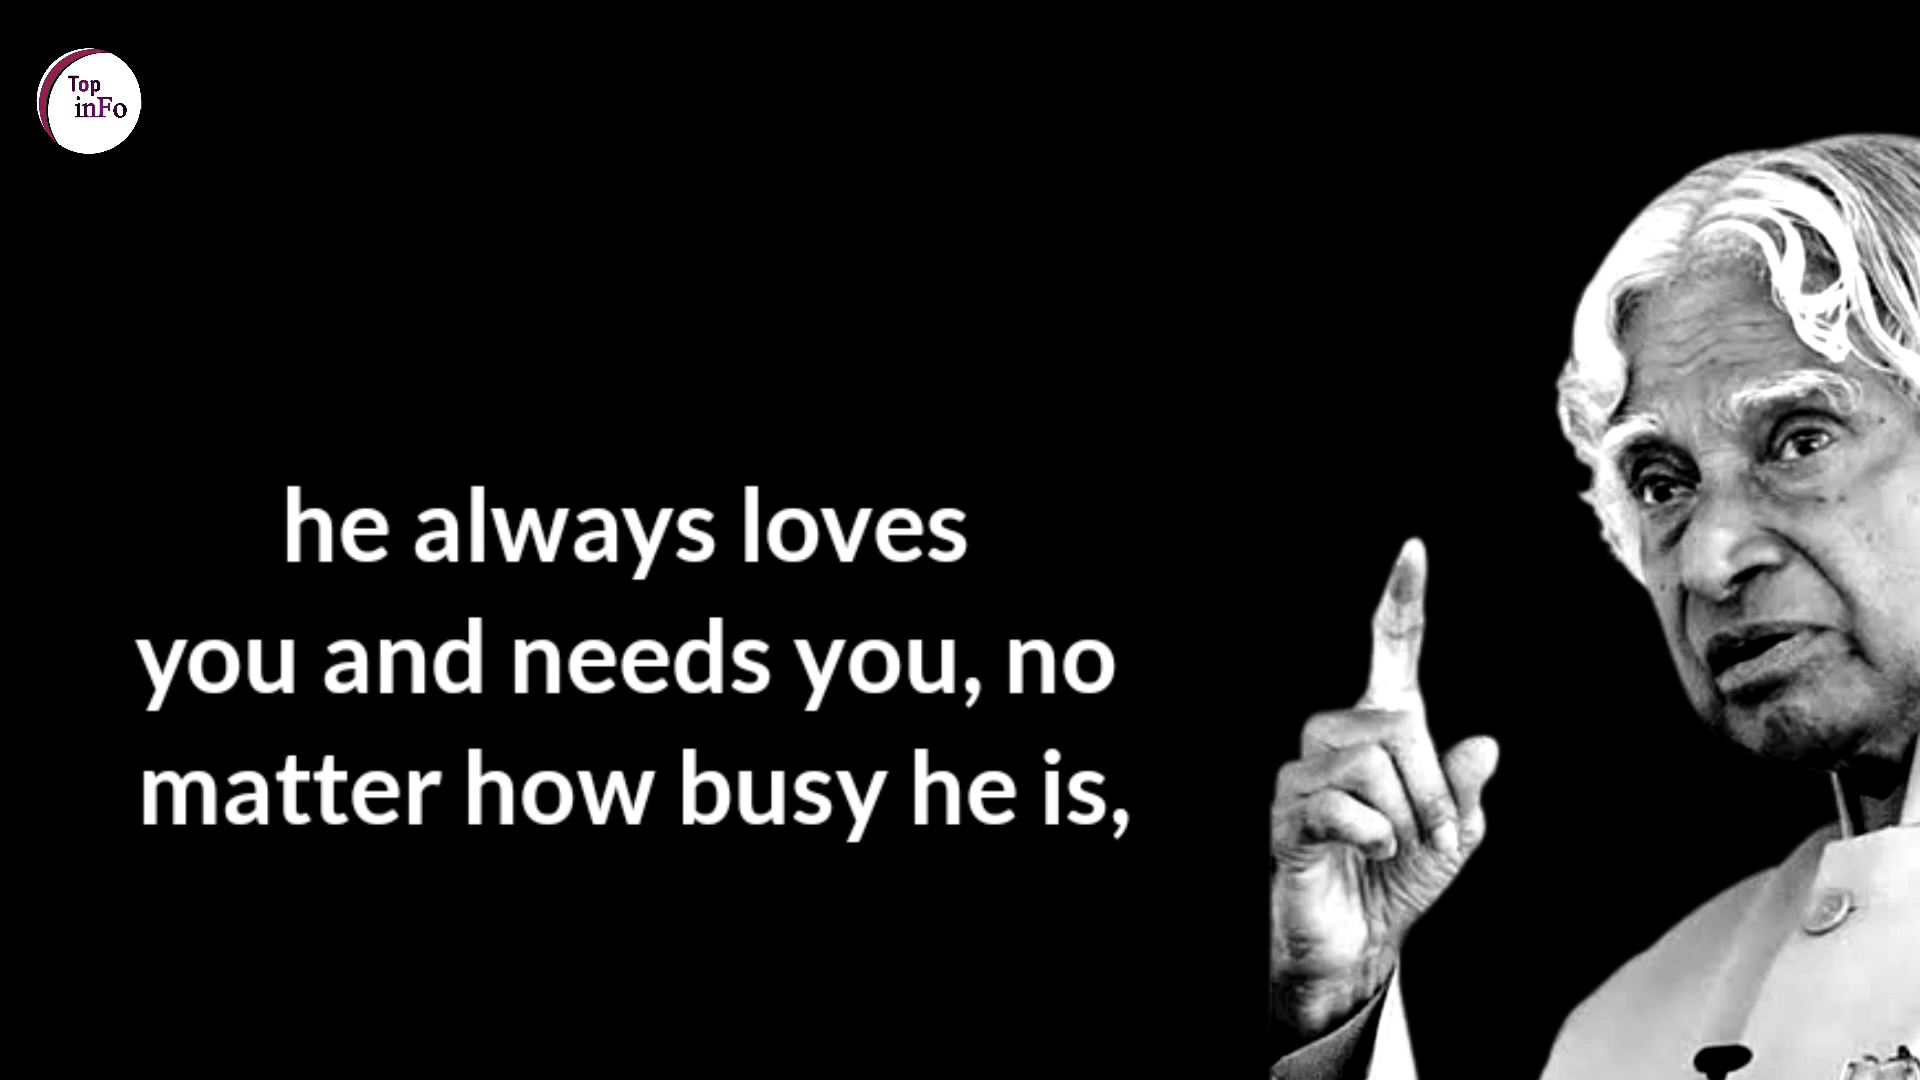 Top
inFo
he always loves
you and needs you, no
matter how busy he is,